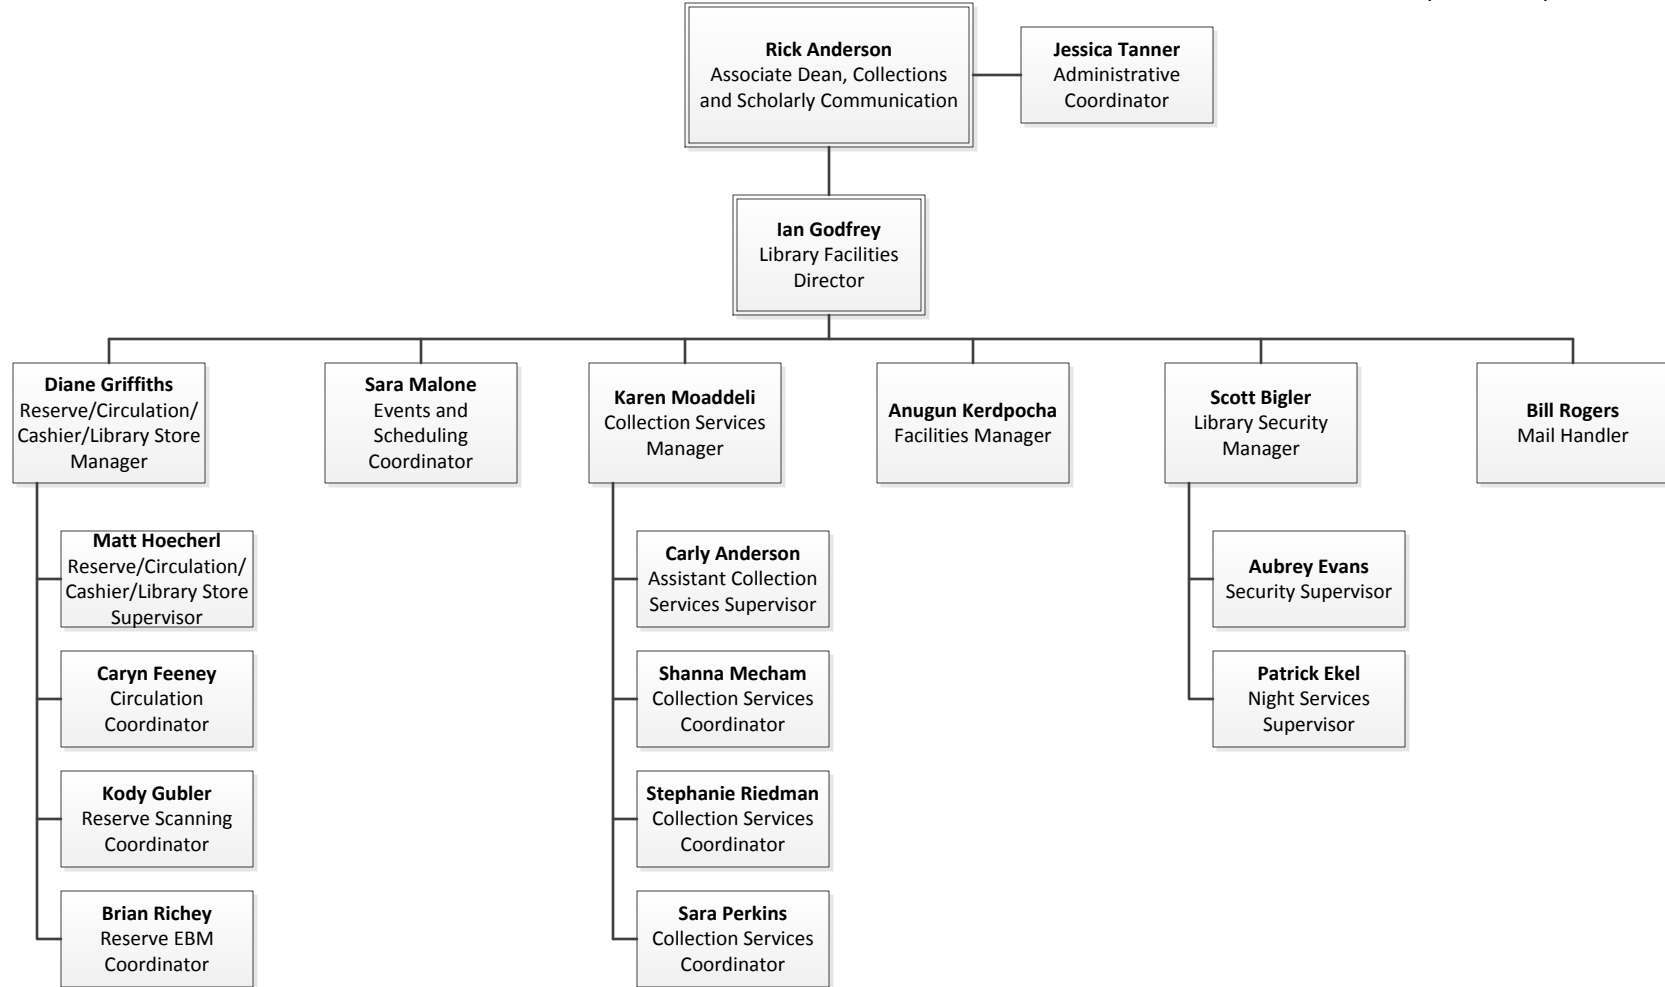 Rick Anderson
Associate Dean, Collections
and Scholarly Communication
Jessica Tanner
Administrative
Coordinator
Ian Godfrey
Library Facilities
Director
Diane Griffiths
Reserve/Circulation/
Cashier/Library Store
Manager
Sara Malone
Events and
Scheduling
Coordinator
Karen Moaddeli
Collection Services
Manager
Anugun Kerdpocha
Facilities Manager
Scott Bigler
Library Security
Manager
Bill Rogers
Mail Handler
Matt Hoecherl
Reserve/Circulation/
Cashier/Library Store
Supervisor
Caryn Feeney
Circulation
Coordinator
Kody Gubler
Reserve Scanning
Coordinator
Brian Richey
Reserve EBM
Coordinator
Carly Anderson
Assistant Collection
Services Supervisor
Shanna Mecham
Collection Services
Coordinator
Stephanie Riedman
Collection Services
Coordinator
Sara Perkins
Collection Services
Coordinator
Aubrey Evans
Security Supervisor
Patrick Ekel
Night Services
Supervisor